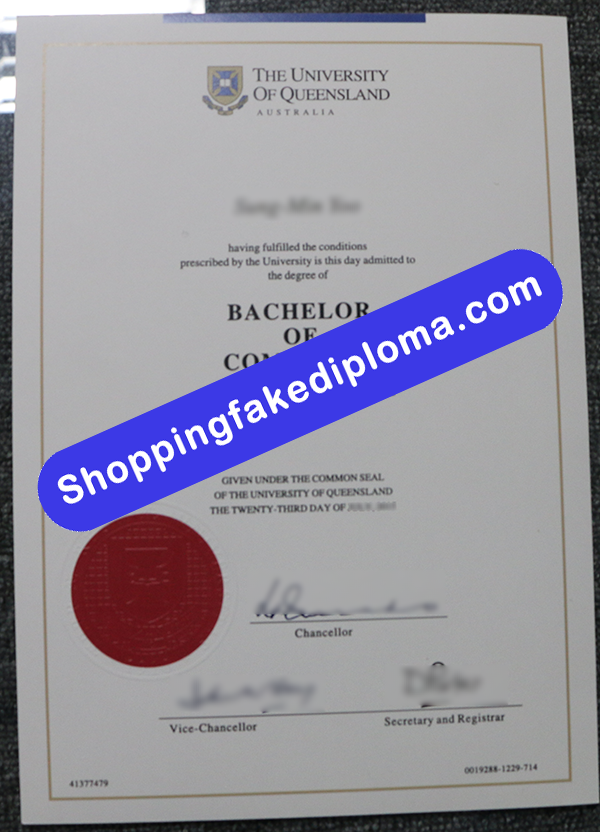 THE UNIVERSITY
OF QUEENSLAND
AUSTRALIA
having fulfilled the conditions
prescribed by the University is this day admitted to
the degree of
BACHELOR
OF
Shoppingfakediploma.com
GIVEN UNDER THE COMMON SEAL
OF THE UNIVERSITY OF QUEENSLAND
THE TWENTY-THIRD DAY OF
Chancellor
Vice-Chancellor
Secretary and Registrar
41377479
0019288-1229-714